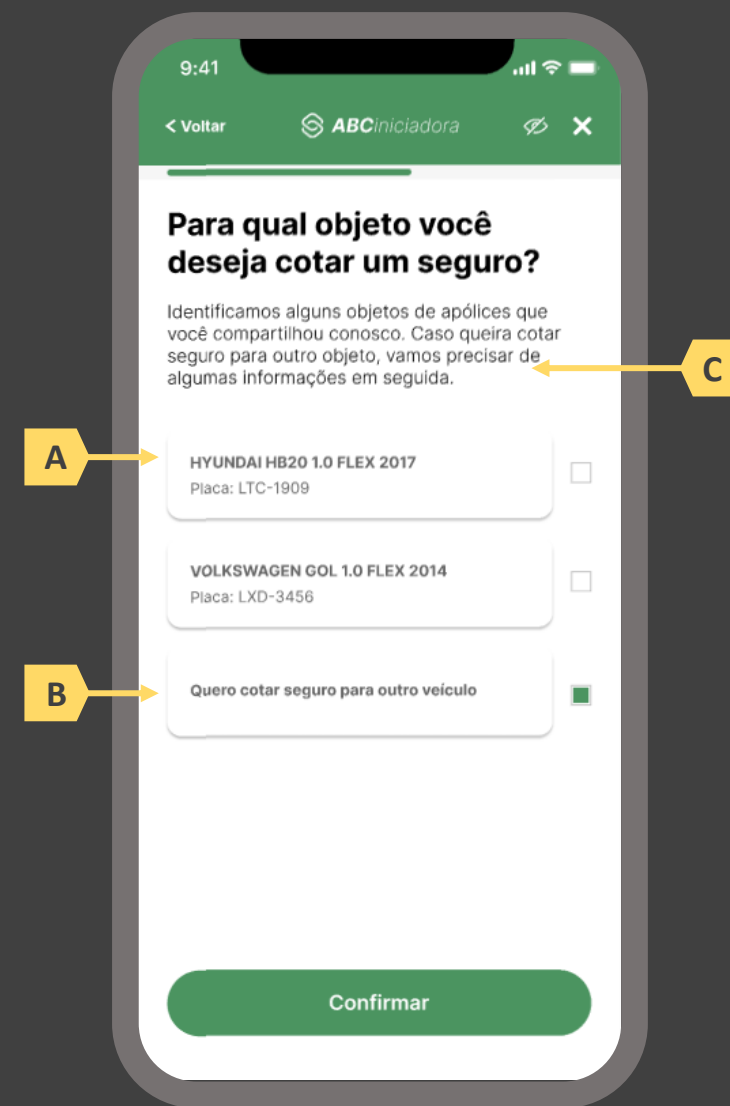 9:41
< Voltar
ABCiniciadora
Para qual objeto você
deseja cotar um seguro?
Identificamos alguns objetos de apólices que
você compartilhou conosco. Caso queira cotar
seguro para outro objeto, vamos precisar de
algumas informações em seguida.
C
A
HYUNDAI HB20 1.0 FLEX 2017
Placa: LTC-1909
VOLKSWAGEN GOL 1.0 FLEX 2014
Placa: LXD-3456
B
Quero cotar seguro para outro veículo
Confirmar